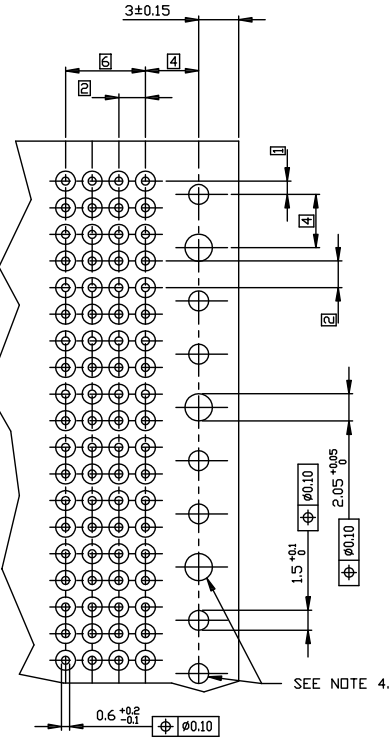 3±0.15
6
4
2
1
4
2
2.05 +0.05 0
⌖ ø0.10
1.5 +0.1 0
⌖ ø0.10
SEE NOTE 4.
0.6 +0.2 -0.1
⌖ ø0.10